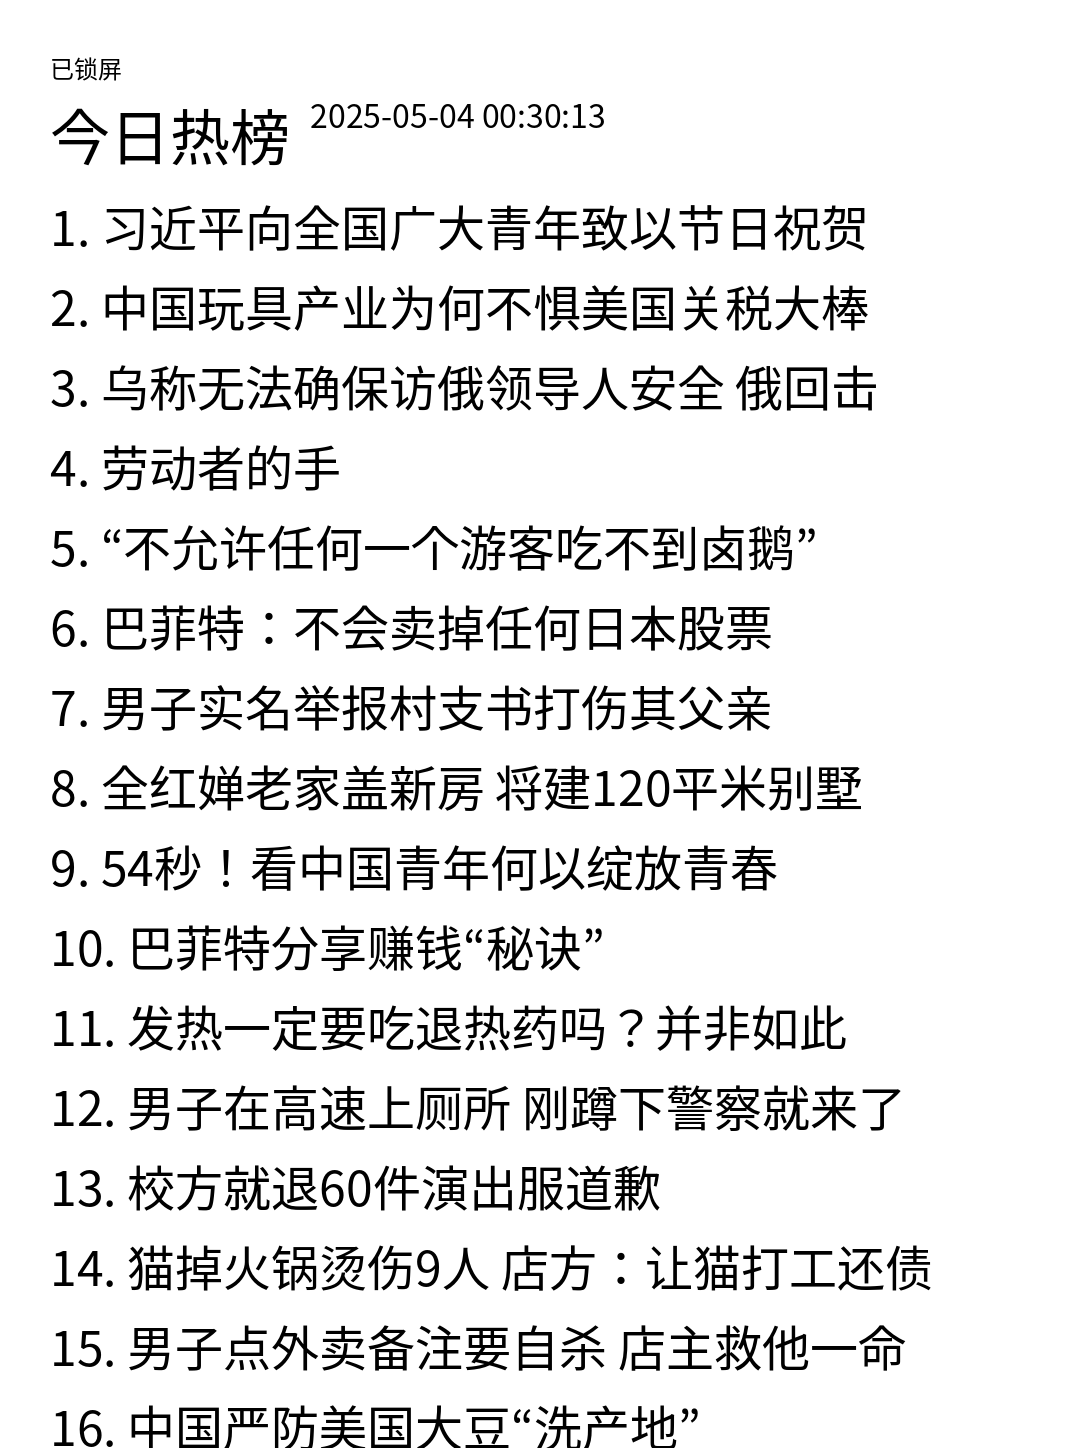 已锁屏
今日热榜 2025-05-04 00:30:13
1. 习近平向全国广大青年致以节日祝贺
2. 中国玩具产业为何不惧美国关税大棒
3. 乌称无法确保访俄领导人安全 俄回击
4. 劳动者的手
5. “不允许任何一个游客吃不到卤鹅”
6. 巴菲特：不会卖掉任何日本股票
7. 男子实名举报村支书打伤其父亲
8. 全红婵老家盖新房 将建120平米别墅
9. 54秒！看中国青年何以绽放青春
10. 巴菲特分享赚钱“秘诀”
11. 发热一定要吃退热药吗？并非如此
12. 男子在高速上厕所 刚蹲下警察就来了
13. 校方就退60件演出服道歉
14. 猫掉火锅烫伤9人 店方：让猫打工还债
15. 男子点外卖备注要自杀 店主救他一命
16. 中国严防美国大豆“洗产地”